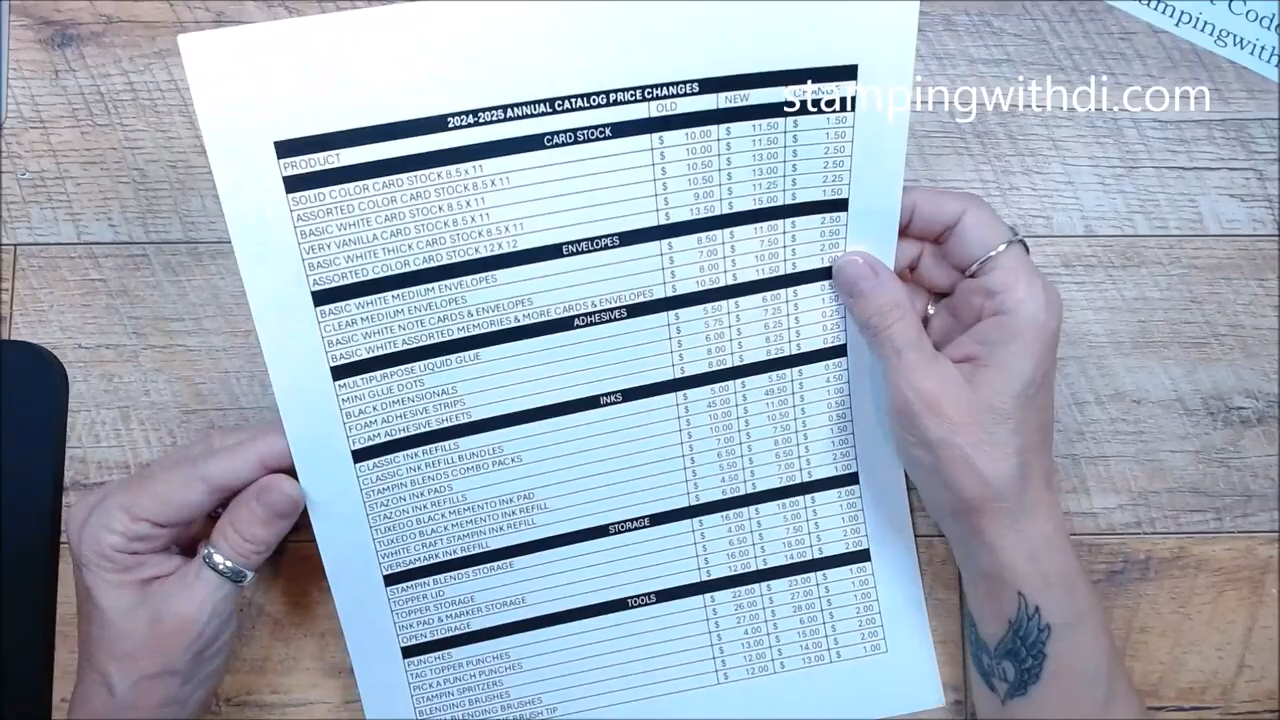 t Code
ampingwith
stampingwithdi.com
2024-2025 ANNUAL CATALOG PRICE CHANGES
PRODUCT OLD NEW CHANGE
CARD STOCK
SOLID COLOR CARD STOCK 8.5 X 11 $ 10.00 $ 11.50 $ 1.50
ASSORTED COLOR CARD STOCK 8.5 X 11 $ 10.00 $ 11.50 $ 1.50
BASIC WHITE CARD STOCK 8.5 X 11 $ 10.50 $ 13.00 $ 2.50
VERY VANILLA CARD STOCK 8.5 X 11 $ 10.50 $ 13.00 $ 2.50
BASIC WHITE THICK CARD STOCK 8.5 X 11 $ 9.00 $ 11.25 $ 2.25
ASSORTED COLOR CARD STOCK 12 X 12 $ 13.50 $ 15.00 $ 1.50
ENVELOPES
BASIC WHITE MEDIUM ENVELOPES $ 8.50 $ 11.00 $ 2.50
CLEAR MEDIUM ENVELOPES $ 7.00 $ 7.50 $ 0.50
BASIC WHITE NOTE CARDS & ENVELOPES $ 8.00 $ 10.00 $ 2.00
BASIC WHITE ASSORTED MEMORIES & MORE CARDS & ENVELOPES $ 10.50 $ 11.50 $ 1.00
ADHESIVES
MULTIPURPOSE LIQUID GLUE $ 5.50 $ 6.00 $ 0.50
MINI GLUE DOTS $ 5.75 $ 7.25 $ 1.50
BLACK DIMENSIONALS $ 6.00 $ 6.25 $ 0.25
FOAM ADHESIVE STRIPS $ 8.00 $ 8.25 $ 0.25
FOAM ADHESIVE SHEETS $ 8.00 $ 8.25 $ 0.25
INKS
CLASSIC INK REFILLS $ 5.00 $ 5.50 $ 0.50
CLASSIC INK REFILL BUNDLES $ 45.00 $ 49.50 $ 4.50
STAMPIN BLENDS COMBO PACKS $ 10.00 $ 11.00 $ 1.00
STAZON INK PADS $ 10.00 $ 10.50 $ 0.50
STAZON INK REFILLS $ 7.00 $ 7.50 $ 0.50
TUXEDO BLACK MEMENTO INK PAD $ 6.50 $ 8.00 $ 1.50
TUXEDO BLACK MEMENTO INK REFILL $ 5.50 $ 6.50 $ 1.00
WHITE CRAFT STAMPIN INK REFILL $ 4.50 $ 7.00 $ 2.50
VERSAMARK INK REFILL $ 6.00 $ 7.00 $ 1.00
STORAGE
STAMPIN BLENDS STORAGE $ 16.00 $ 18.00 $ 2.00
TOPPER LID $ 4.00 $ 5.00 $ 1.00
TOPPER STORAGE $ 6.50 $ 7.50 $ 1.00
INK PAD & MARKER STORAGE $ 16.00 $ 18.00 $ 2.00
OPEN STORAGE $ 12.00 $ 14.00 $ 2.00
TOOLS
PUNCHES $ 22.00 $ 23.00 $ 1.00
TAG TOPPER PUNCHES $ 26.00 $ 27.00 $ 1.00
PICK A PUNCH PUNCHES $ 27.00 $ 28.00 $ 1.00
STAMPIN SPRITZERS $ 4.00 $ 6.00 $ 2.00
BLENDING BRUSHES $ 13.00 $ 15.00 $ 2.00
BLENDING BRUSHES $ 12.00 $ 14.00 $ 2.00
BRUSH TIP $ 12.00 $ 13.00 $ 1.00